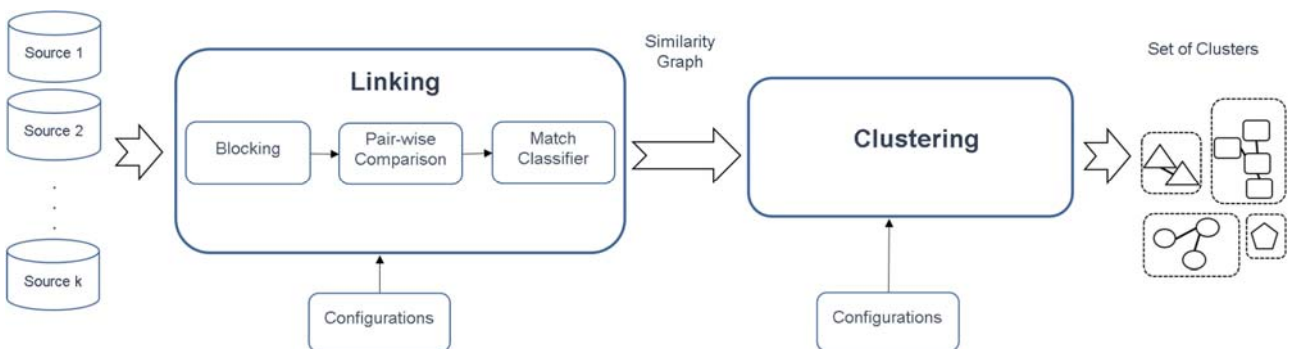 Source 1
Source 2
.
.
.
Source k
Linking
Blocking
Pair-wise
Comparison
Match
Classifier
Configurations
Similarity
Graph
Clustering
Configurations
Set of Clusters